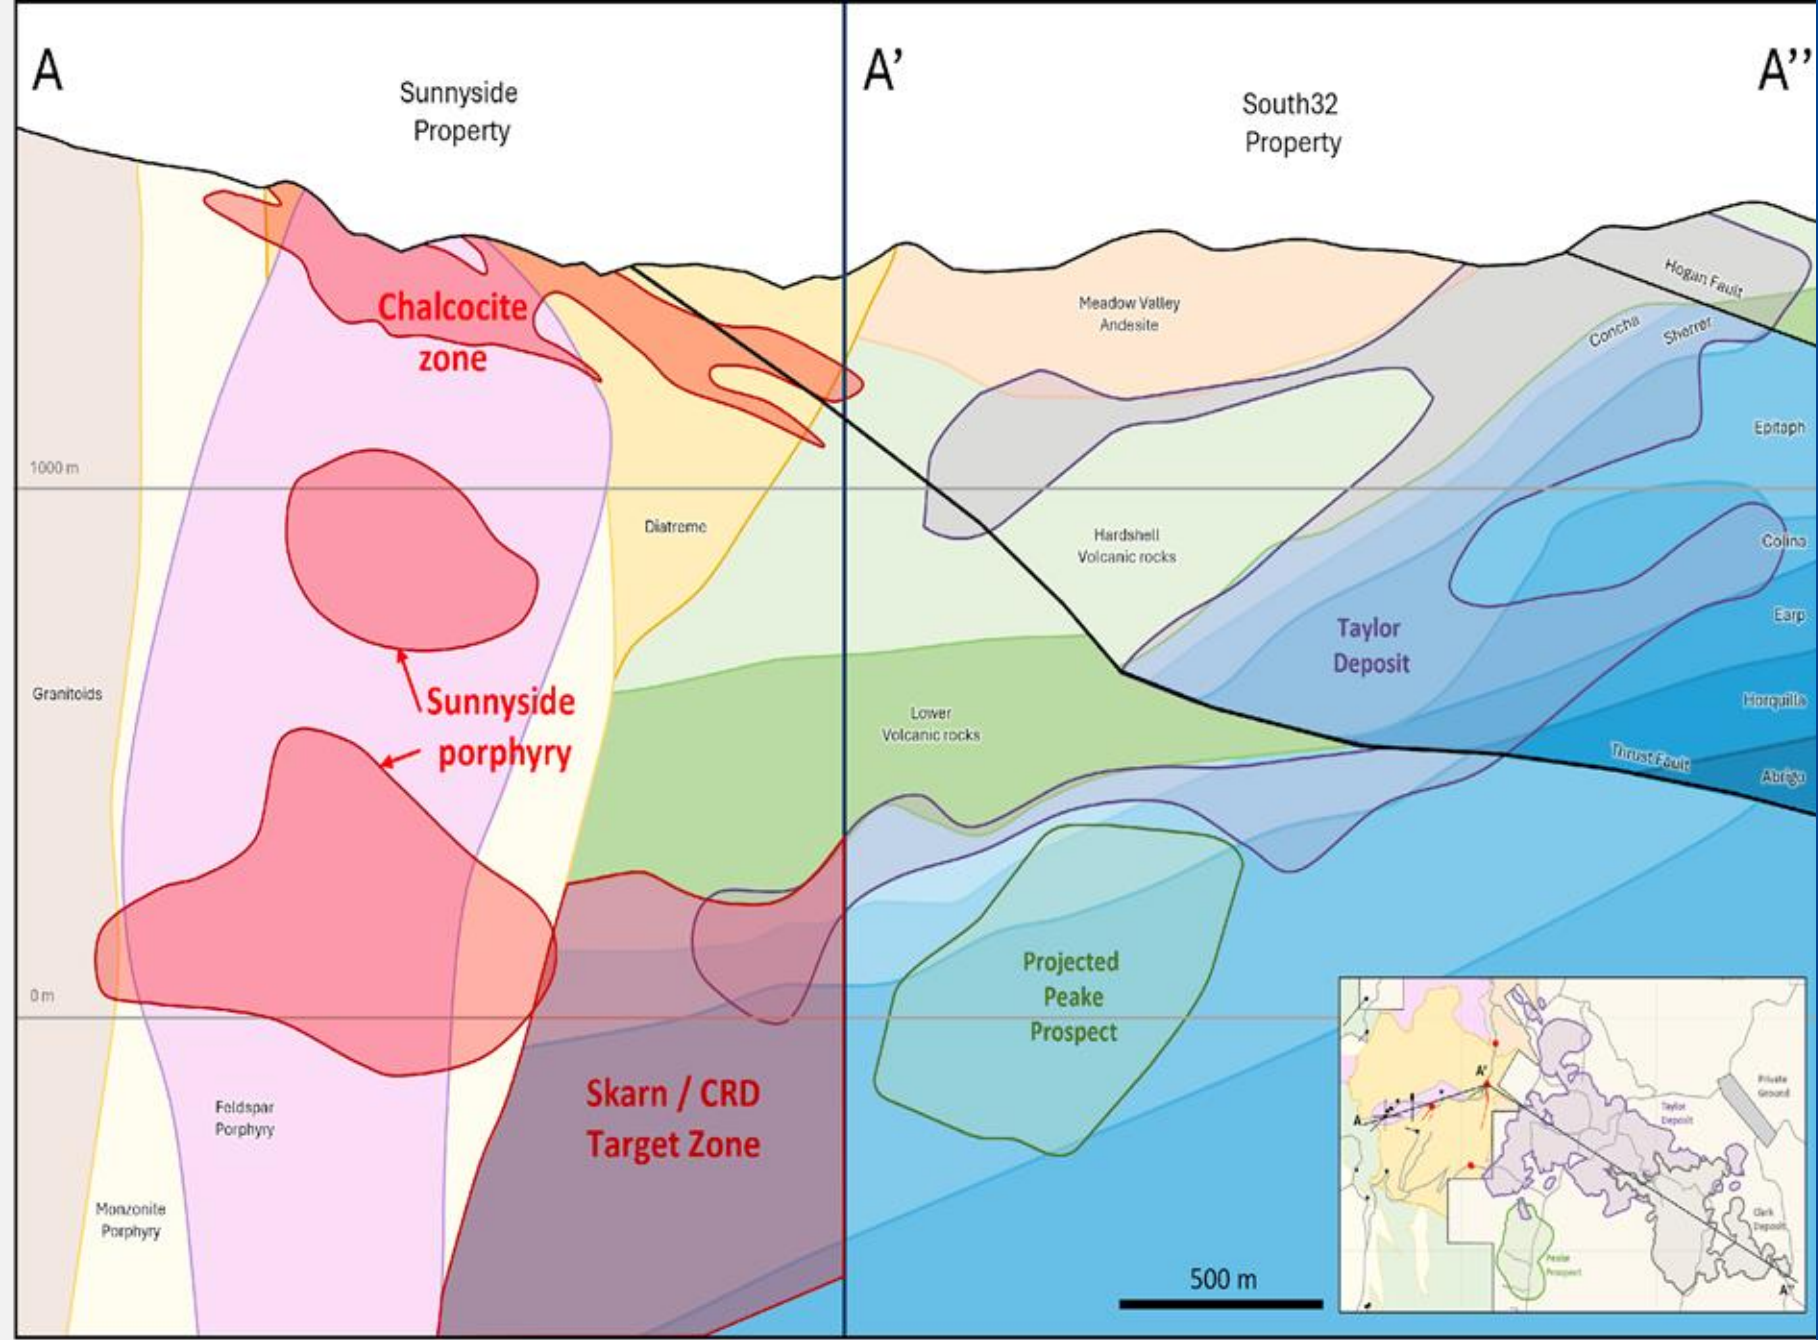 A
A’
A’’
Sunnyside
Property
South32
Property
Chalcocite
zone
Meadow Valley
Andesite
Hogan Fault
Concha
Sherrer
Epitaph
1000 m
Diatreme
Hardshell
Volcanic rocks
Colina
Earp
Taylor
Deposit
Granitoids
Sunnyside
porphyry
Horquilla
Lower
Volcanic rocks
Thrust Fault
Abrigo
Projected
Peake
Prospect
0 m
Skarn / CRD
Target Zone
Feldspar
Porphyry
Monzonite
Porphyry
500 m
A'
A
Private
Ground
Taylor
Deposit
Clark
Deposit
Peake
Prospect
A''